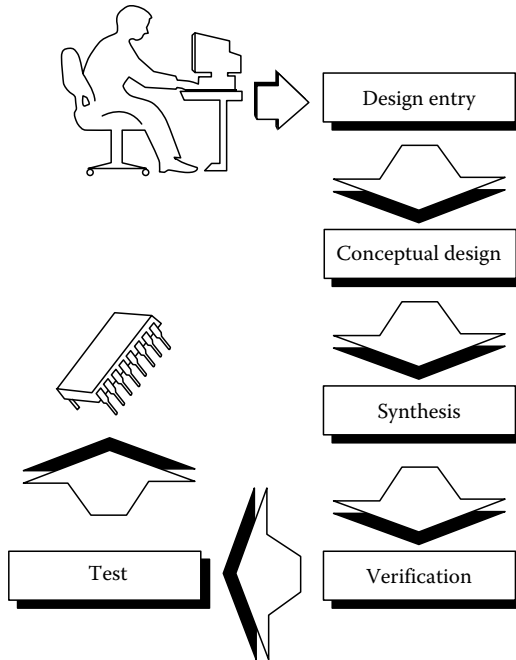 Design entry
Conceptual design
Synthesis
Verification
Test